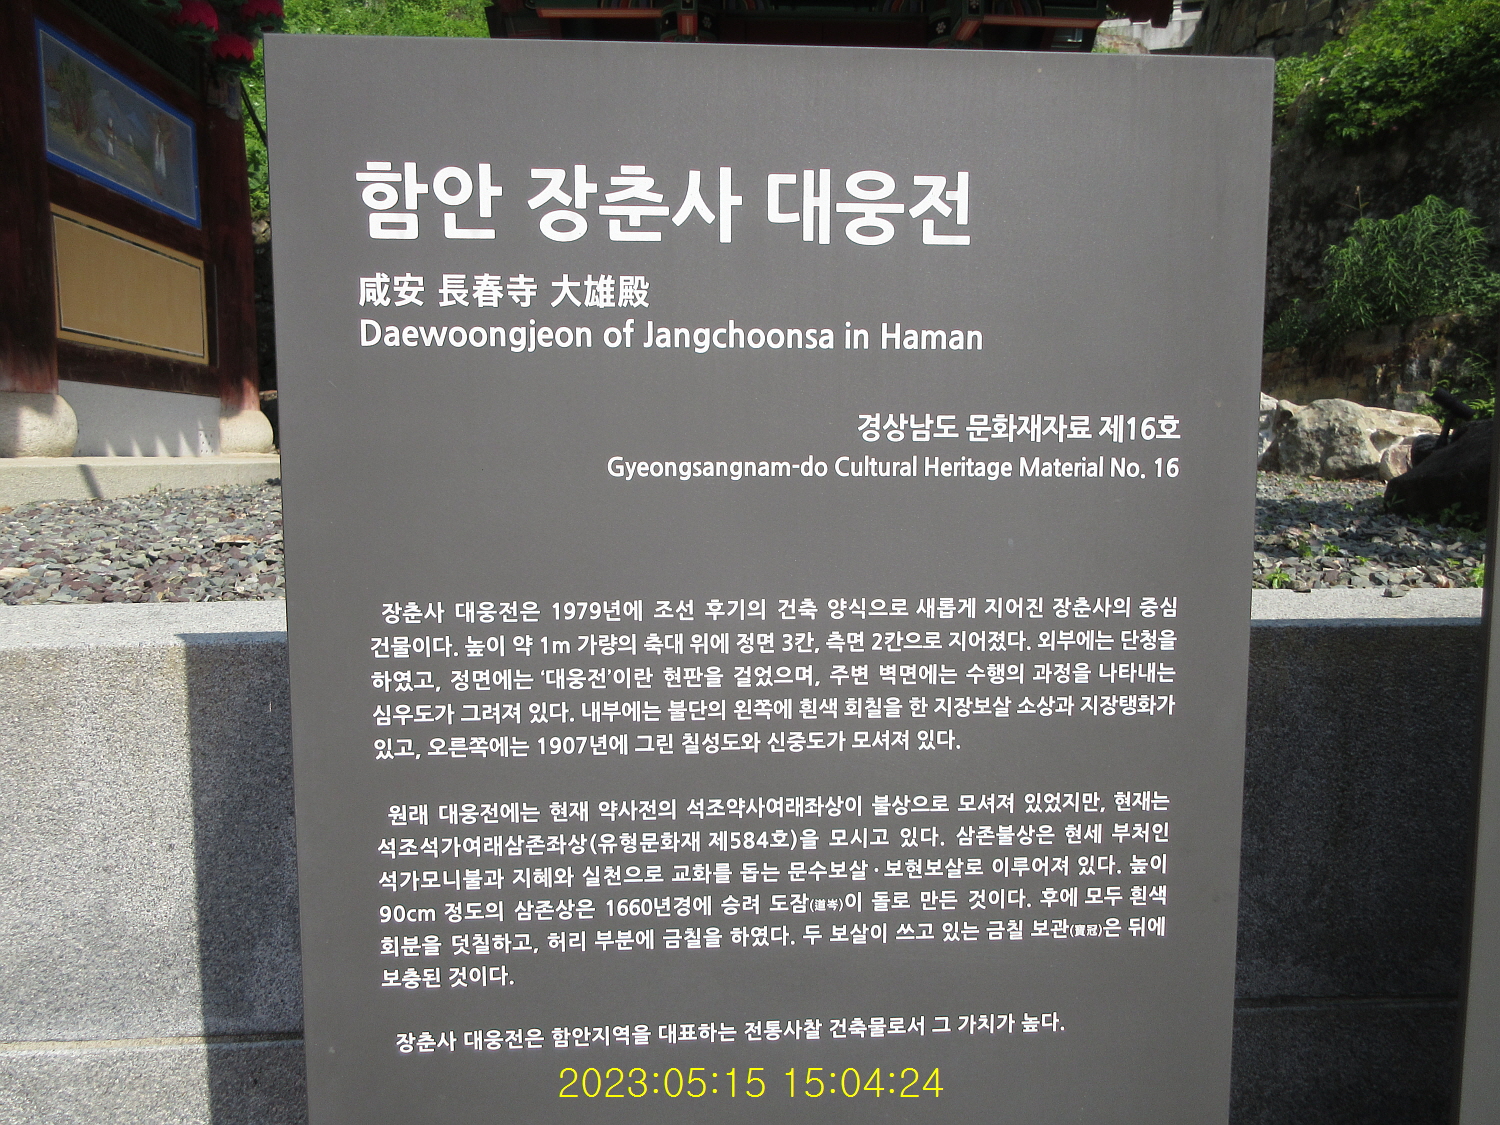 함안 장춘사 대웅전
咸安 長春寺 大雄殿
Daewoongjeon of Jangchoonsa in Haman
경상남도 문화재자료 제16호
Gyeongsangnam-do Cultural Heritage Material No. 16
장춘사 대웅전은 1979년에 조선 후기의 건축 양식으로 새롭게 지어진 장춘사의 중심
건물이다. 높이 약 1m 가량의 축대 위에 정면 3칸, 측면 2칸으로 지어졌다. 외부에는 단청을
하였고, 정면에는 ‘대웅전’이란 현판을 걸었으며, 주변 벽면에는 수행의 과정을 나타내는
심우도가 그려져 있다. 내부에는 불단의 왼쪽에 흰색 회칠을 한 지장보살 소상과 지장탱화가
있고, 오른쪽에는 1907년에 그린 칠성도와 신중도가 모셔져 있다.
원래 대웅전에는 현재 약사전의 석조약사여래좌상이 불상으로 모셔져 있었지만, 현재는
석조석가여래삼존좌상(유형문화재 제584호)을 모시고 있다. 삼존불상은 현세 부처인
석가모니불과 지혜와 실천으로 교화를 돕는 문수보살·보현보살로 이루어져 있다. 높이
90cm 정도의 삼존상은 1660년경에 승려 도잠(道岑)이 돌로 만든 것이다. 후에 모두 흰색
회분을 덧칠하고, 허리 부분에 금칠을 하였다. 두 보살이 쓰고 있는 금칠 보관(寶冠)은 뒤에
보충된 것이다.
장춘사 대웅전은 함안지역을 대표하는 전통사찰 건축물로서 그 가치가 높다.
2023:05:15 15:04:24